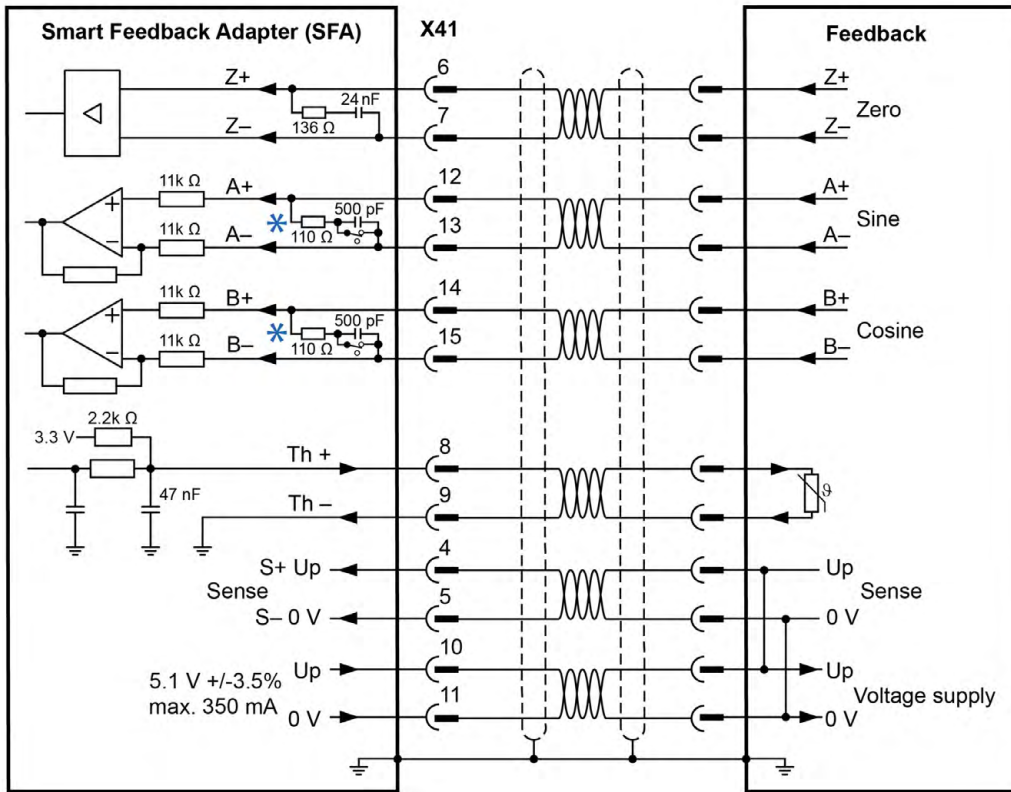 Smart Feedback Adapter (SFA)
X41
Feedback
Z+
24 nF
136 Ω
Z–
6
7
Z+
Zero
Z–
11k Ω
A+
500 pF
*
110 Ω
11k Ω
A–
12
13
A+
Sine
A–
11k Ω
B+
500 pF
*
110 Ω
11k Ω
B–
14
15
B+
Cosine
B–
2.2k Ω
3.3 V
Th +
47 nF
Th –
8
9
ϑ
S+ Up
Sense
S– 0 V
4
5
Up
Sense
0 V
Up
5.1 V +/-3.5%
max. 350 mA
0 V
10
11
Up
Voltage supply
0 V
+
–
+
–